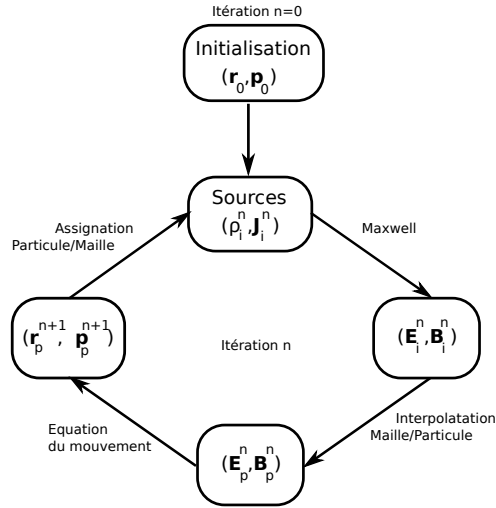 Itération n=0
Initialisation
(r₀,p₀)
Sources
(ρᵢⁿ,Jᵢⁿ)
Assignation
Particule/Maille
Maxwell
(rₚⁿ⁺¹, pₚⁿ⁺¹)
Itération n
(Eᵢⁿ,Bᵢⁿ)
Equation
du mouvement
Interpolatation
Maille/Particule
(Eₚⁿ,Bₚⁿ)